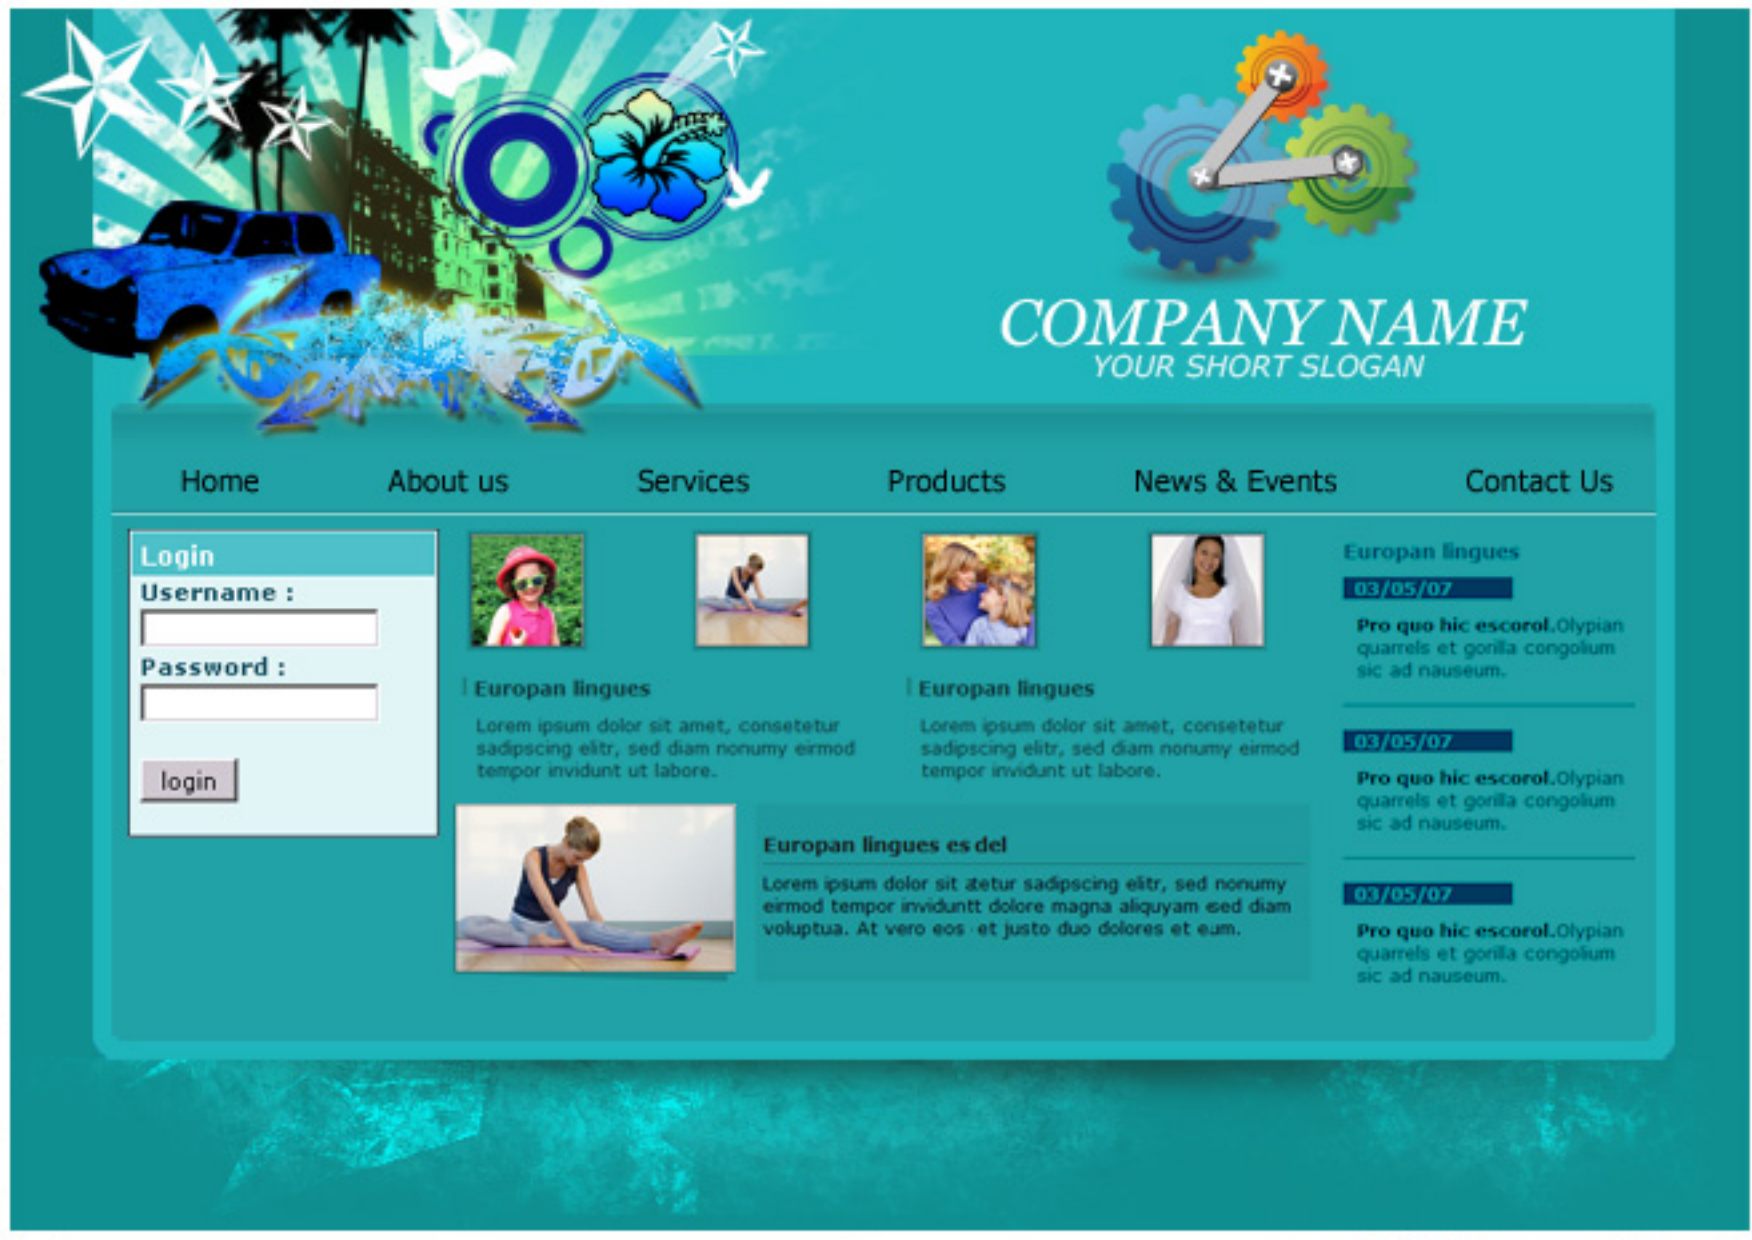 COMPANY NAME
YOUR SHORT SLOGAN
Home
About us
Services
Products
News & Events
Contact Us
Login
Username :
Password :
login
Europan lingues
Lorem ipsum dolor sit amet, consetetur
sadipscing elitr, sed diam nonumy eirmod
tempor invidunt ut labore.
Europan lingues
Lorem ipsum dolor sit amet, consetetur
sadipscing elitr, sed diam nonumy eirmod
tempor invidunt ut labore.
Europan lingues es del
Lorem ipsum dolor sit atetur sadipscing elitr, sed nonumy
eirmod tempor inviduntt dolore magna aliquyam sed diam
voluptua. At vero eos et justo duo dolores et eum.
Europan lingues
03/05/07
Pro quo hic escorol.Olypian
quarrels et gorilla congolium
sic ad nauseum.
03/05/07
Pro quo hic escorol.Olypian
quarrels et gorilla congolium
sic ad nauseum.
03/05/07
Pro quo hic escorol.Olypian
quarrels et gorilla congolium
sic ad nauseum.